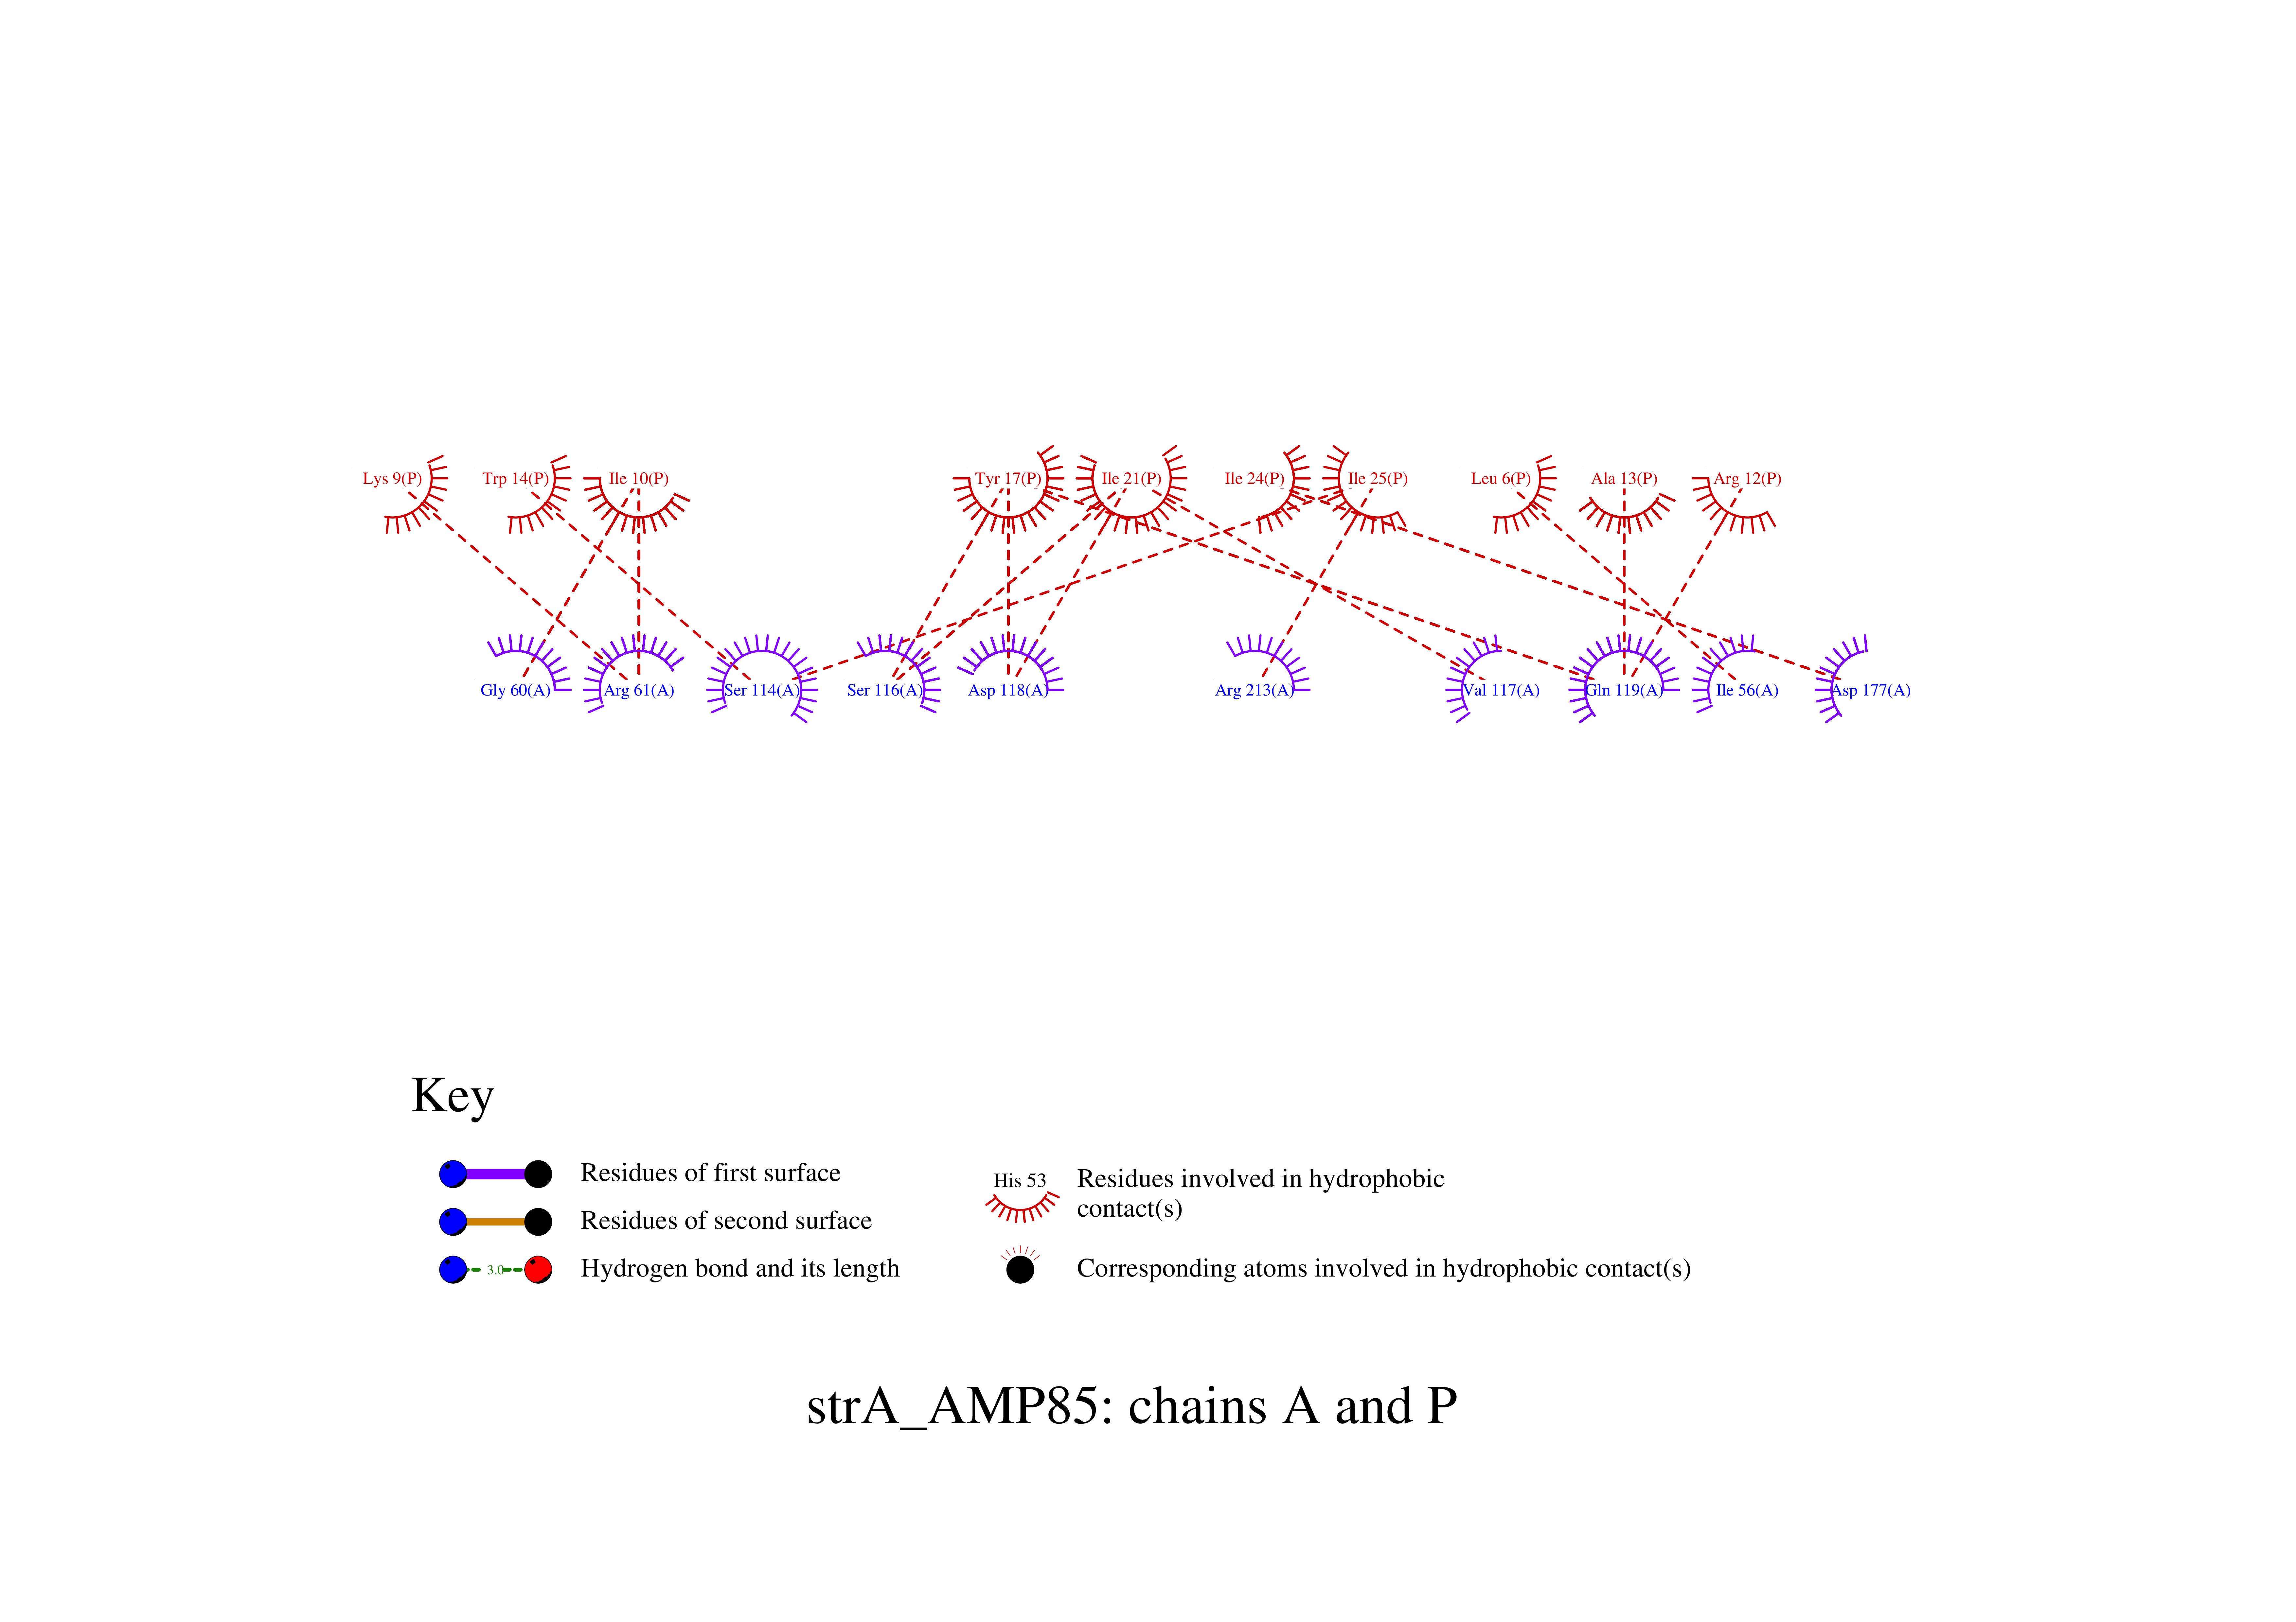 Lys 9(P) Trp 14(P) Ile 10(P) Tyr 17(P) Ile 21(P) Ile 24(P) Ile 25(P) Leu 6(P) Ala 13(P) Arg 12(P)
Gly 60(A) Arg 61(A) Ser 114(A) Ser 116(A) Asp 118(A) Arg 213(A) Val 117(A) Gln 119(A) Ile 56(A) Asp 177(A)
Key
Residues of first surface
Residues of second surface
3.0 Hydrogen bond and its length
His 53 Residues involved in hydrophobic
contact(s)
Corresponding atoms involved in hydrophobic contact(s)
strA_AMP85: chains A and P